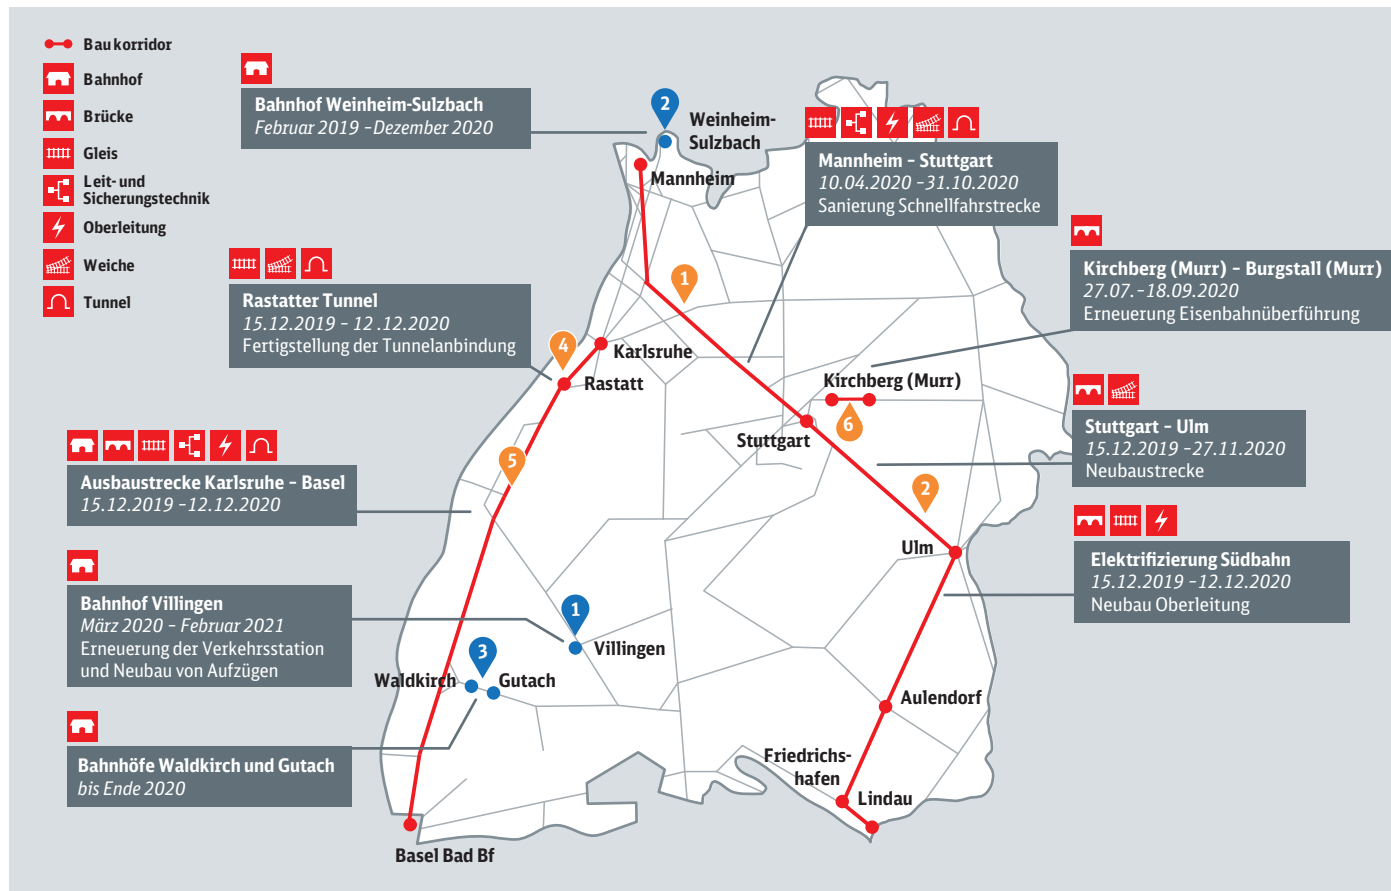 Baukorridor
Bahnhof
Brücke
Gleis
Leit- und
Sicherungstechnik
Oberleitung
Weiche
Tunnel
Bahnhof Weinheim-Sulzbach
Februar 2019 – Dezember 2020
2
Weinheim-
Sulzbach
Mannheim
Mannheim – Stuttgart
10.04.2020 – 31.10.2020
Sanierung Schnellfahrstrecke
Kirchberg (Murr) – Burgstall (Murr)
27.07. – 18.09.2020
Erneuerung Eisenbahnüberführung
1
Rastatter Tunnel
15.12.2019 – 12 .12.2020
Fertigstellung der Tunnelanbindung
4
Karlsruhe
Rastatt
Kirchberg (Murr)
6
Stuttgart
Stuttgart – Ulm
15.12.2019 – 27.11.2020
Neubaustrecke
5
Ausbaustrecke Karlsruhe – Basel
15.12.2019 – 12.12.2020
2
Ulm
Elektrifizierung Südbahn
15.12.2019 – 12.12.2020
Neubau Oberleitung
Bahnhof Villingen
März 2020 – Februar 2021
Erneuerung der Verkehrsstation
und Neubau von Aufzügen
1
Villingen
3
Waldkirch
Gutach
Aulendorf
Bahnhöfe Waldkirch und Gutach
bis Ende 2020
Friedrichs-
hafen
Lindau
Basel Bad Bf